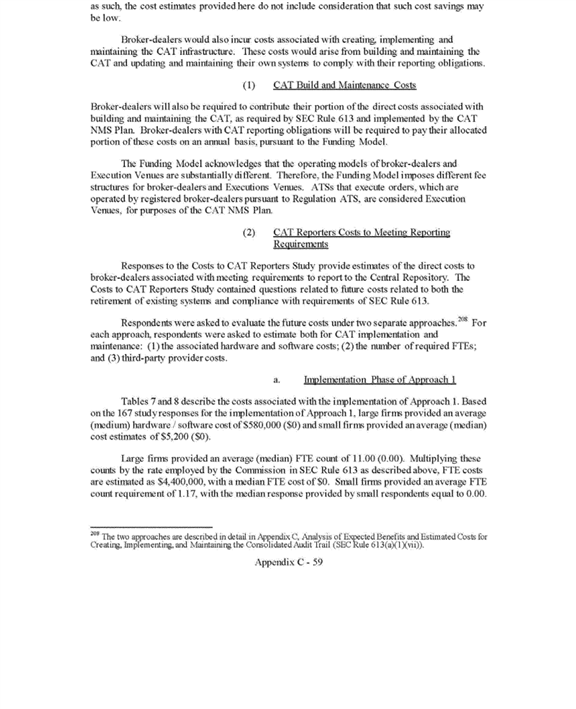 as such, the cost estimates provided here do not include consideration that such cost savings may
be low.
Broker-dealers would also incur costs associated with creating, implementing and
maintaining the CAT infrastructure. These costs would arise from building and maintaining the
CAT and updating and maintaining their own systems to comply with their reporting obligations.
(1) CAT Build and Maintenance Costs
Broker-dealers will also be required to contribute their portion of the direct costs associated with
building and maintaining the CAT, as required by SEC Rule 613 and implemented by the CAT
NMS Plan. Broker-dealers with CAT reporting obligations will be required to pay their allocated
portion of these costs on an annual basis, pursuant to the Funding Model.
The Funding Model acknowledges that the operating models of broker-dealers and
Execution Venues are substantially different. Therefore, the Funding Model imposes different fee
structures for broker-dealers and Executions Venues. ATSs that execute orders, which are
operated by registered broker-dealers pursuant to Regulation ATS, are considered Execution
Venues, for purposes of the CAT NMS Plan.
(2) CAT Reporters Costs to Meeting Reporting
Requirements
Responses to the Costs to CAT Reporters Study provide estimates of the direct costs to
broker-dealers associated with meeting requirements to report to the Central Repository. The
Costs to CAT Reporters Study contained questions related to future costs related to both the
retirement of existing systems and compliance with requirements of SEC Rule 613.
Respondents were asked to evaluate the future costs under two separate approaches.208 For
each approach, respondents were asked to estimate both for CAT implementation and
maintenance: (1) the associated hardware and software costs; (2) the number of required FTEs;
and (3) third-party provider costs.
a. Implementation Phase of Approach 1
Tables 7 and 8 describe the costs associated with the implementation of Approach 1. Based
on the 167 study responses for the implementation of Approach 1, large firms provided an average
(medium) hardware / software cost of $580,000 ($0) and small firms provided an average (median)
cost estimates of $5,200 ($0).
Large firms provided an average (median) FTE count of 11.00 (0.00). Multiplying these
counts by the rate employed by the Commission in SEC Rule 613 as described above, FTE costs
are estimated as $4,400,000, with a median FTE cost of $0. Small firms provided an average FTE
count requirement of 1.17, with the median response provided by small respondents equal to 0.00.
208 The two approaches are described in detail in Appendix C, Analysis of Expected Benefits and Estimated Costs for
Creating, Implementing, and Maintaining the Consolidated Audit Trail (SEC Rule 613(a)(1)(vii)).
Appendix C - 59